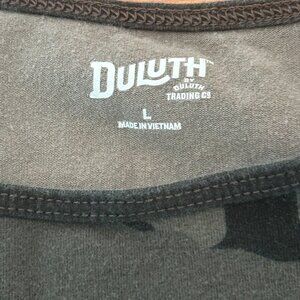 DULUTH
BY
DULUTH
TRADING CO
L
MADE IN VIETNAM